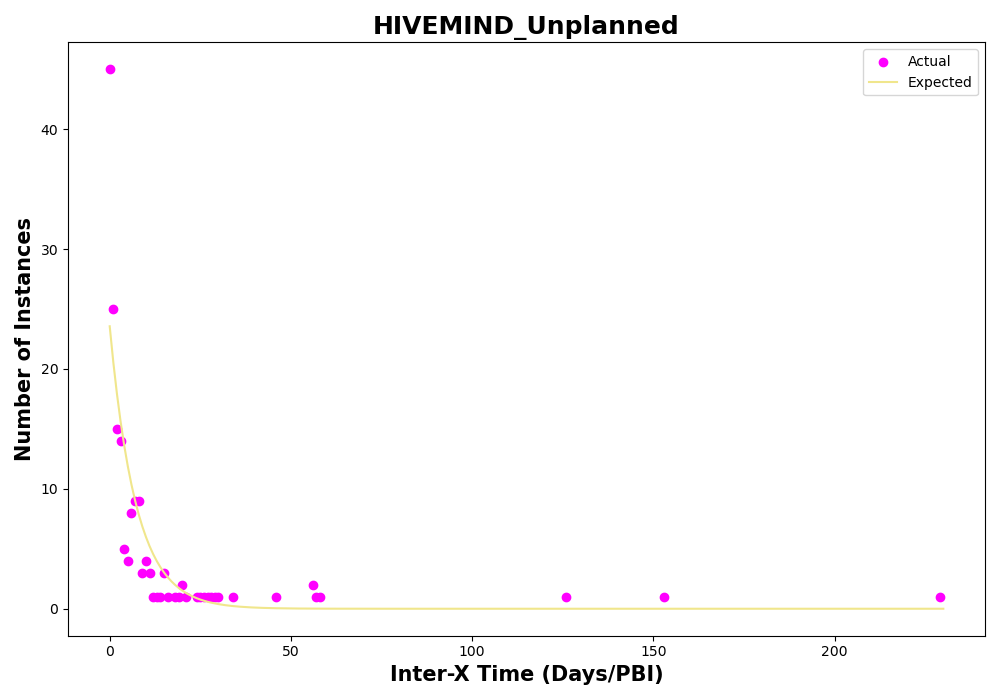 HIVEMIND_Unplanned
Actual
Expected
Number of Instances
40
30
20
10
0
0
50
100
150
200
Inter-X Time (Days/PBI)